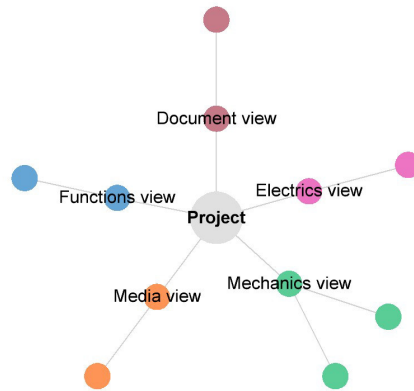 Document view
Functions view
Electrics view
Project
Media view
Mechanics view